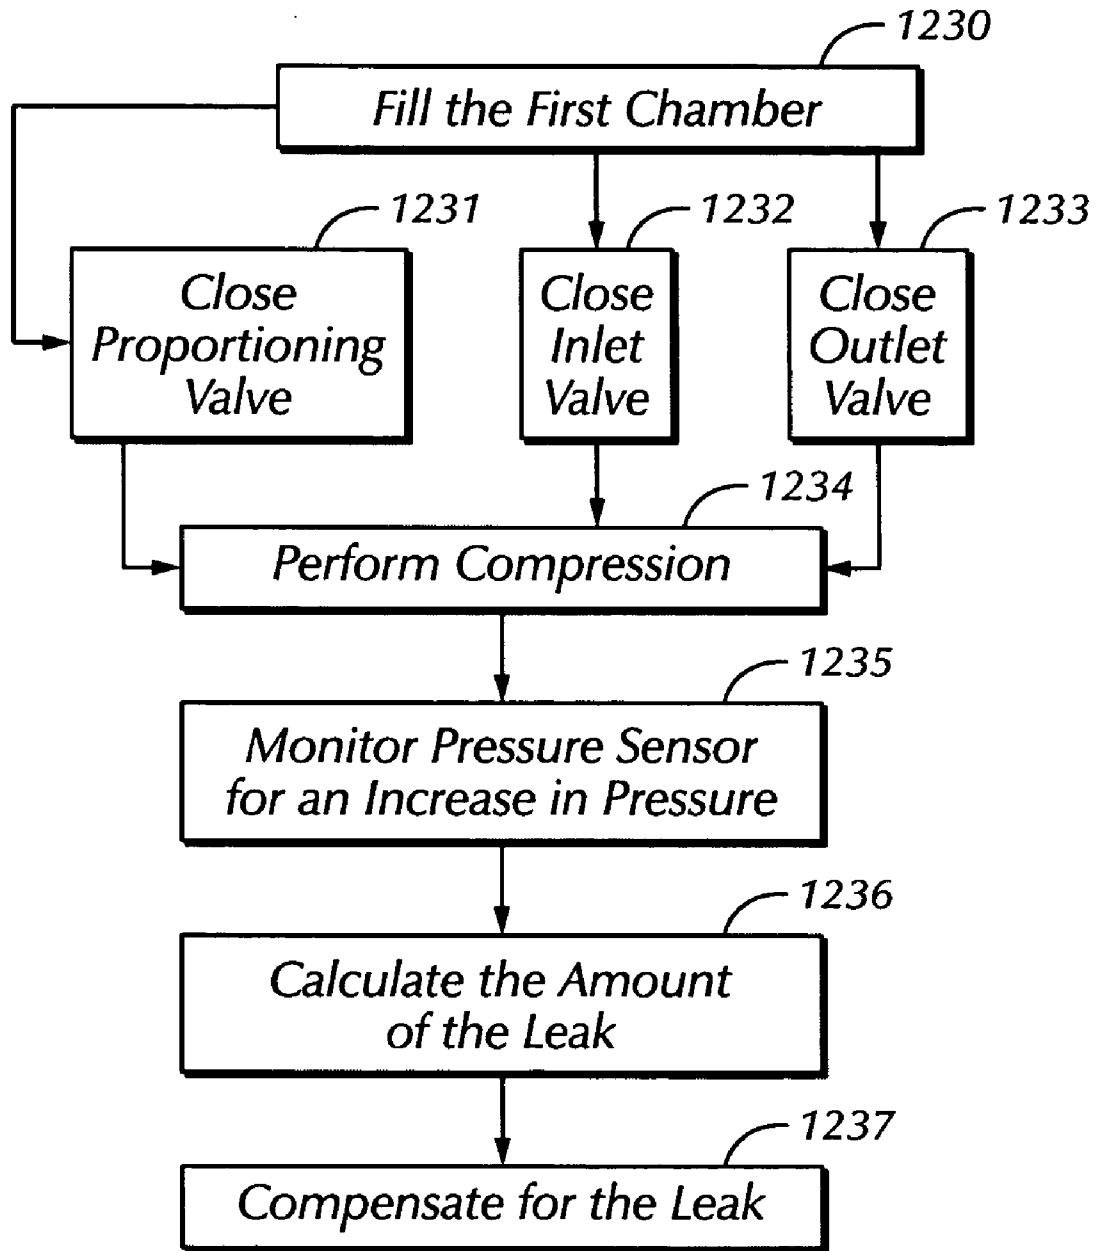 1230
Fill the First Chamber
1231
1232
1233
Close
Proportioning
Valve
Close
Inlet
Valve
Close
Outlet
Valve
1234
Perform Compression
1235
Monitor Pressure Sensor
for an Increase in Pressure
1236
Calculate the Amount
of the Leak
1237
Compensate for the Leak